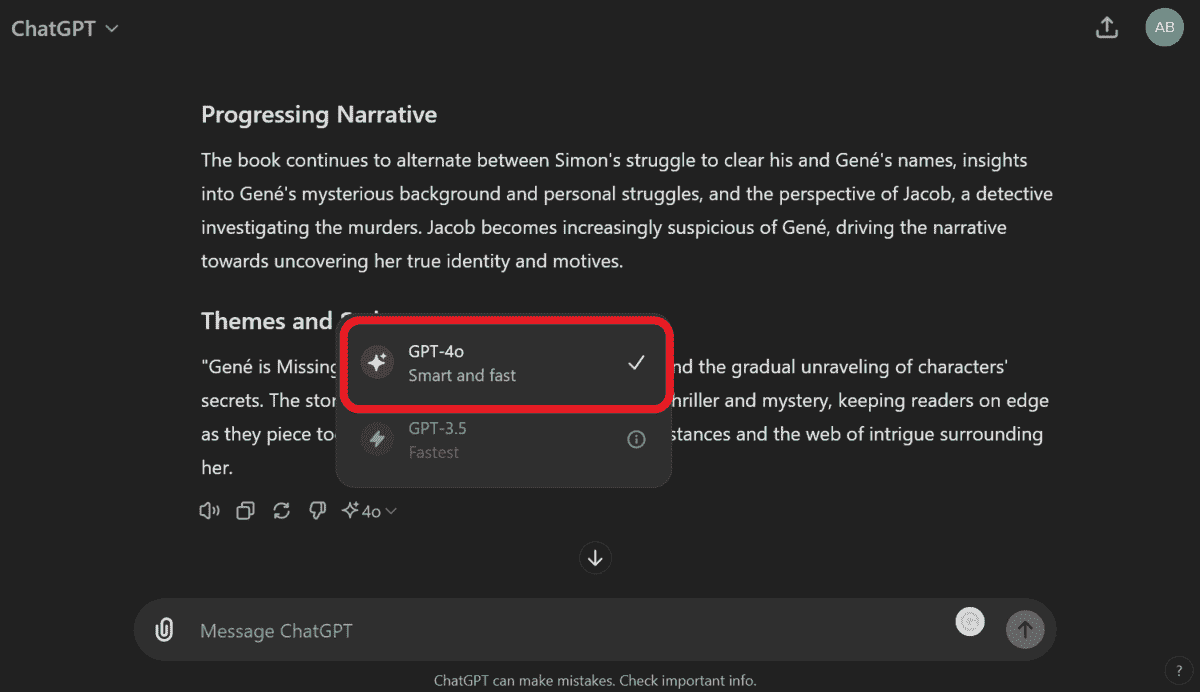 ChatGPT
AB
Progressing Narrative
The book continues to alternate between Simon's struggle to clear his and Gené's names, insights
into Gené's mysterious background and personal struggles, and the perspective of Jacob, a detective
investigating the murders. Jacob becomes increasingly suspicious of Gené, driving the narrative
towards uncovering her true identity and motives.
Themes and
"Gené is Missing nd the gradual unraveling of characters'
secrets. The stor hriller and mystery, keeping readers on edge
as they piece to stances and the web of intrigue surrounding
her.
GPT-4o
Smart and fast
GPT-3.5
Fastest
4o
Message ChatGPT
ChatGPT can make mistakes. Check important info.
?